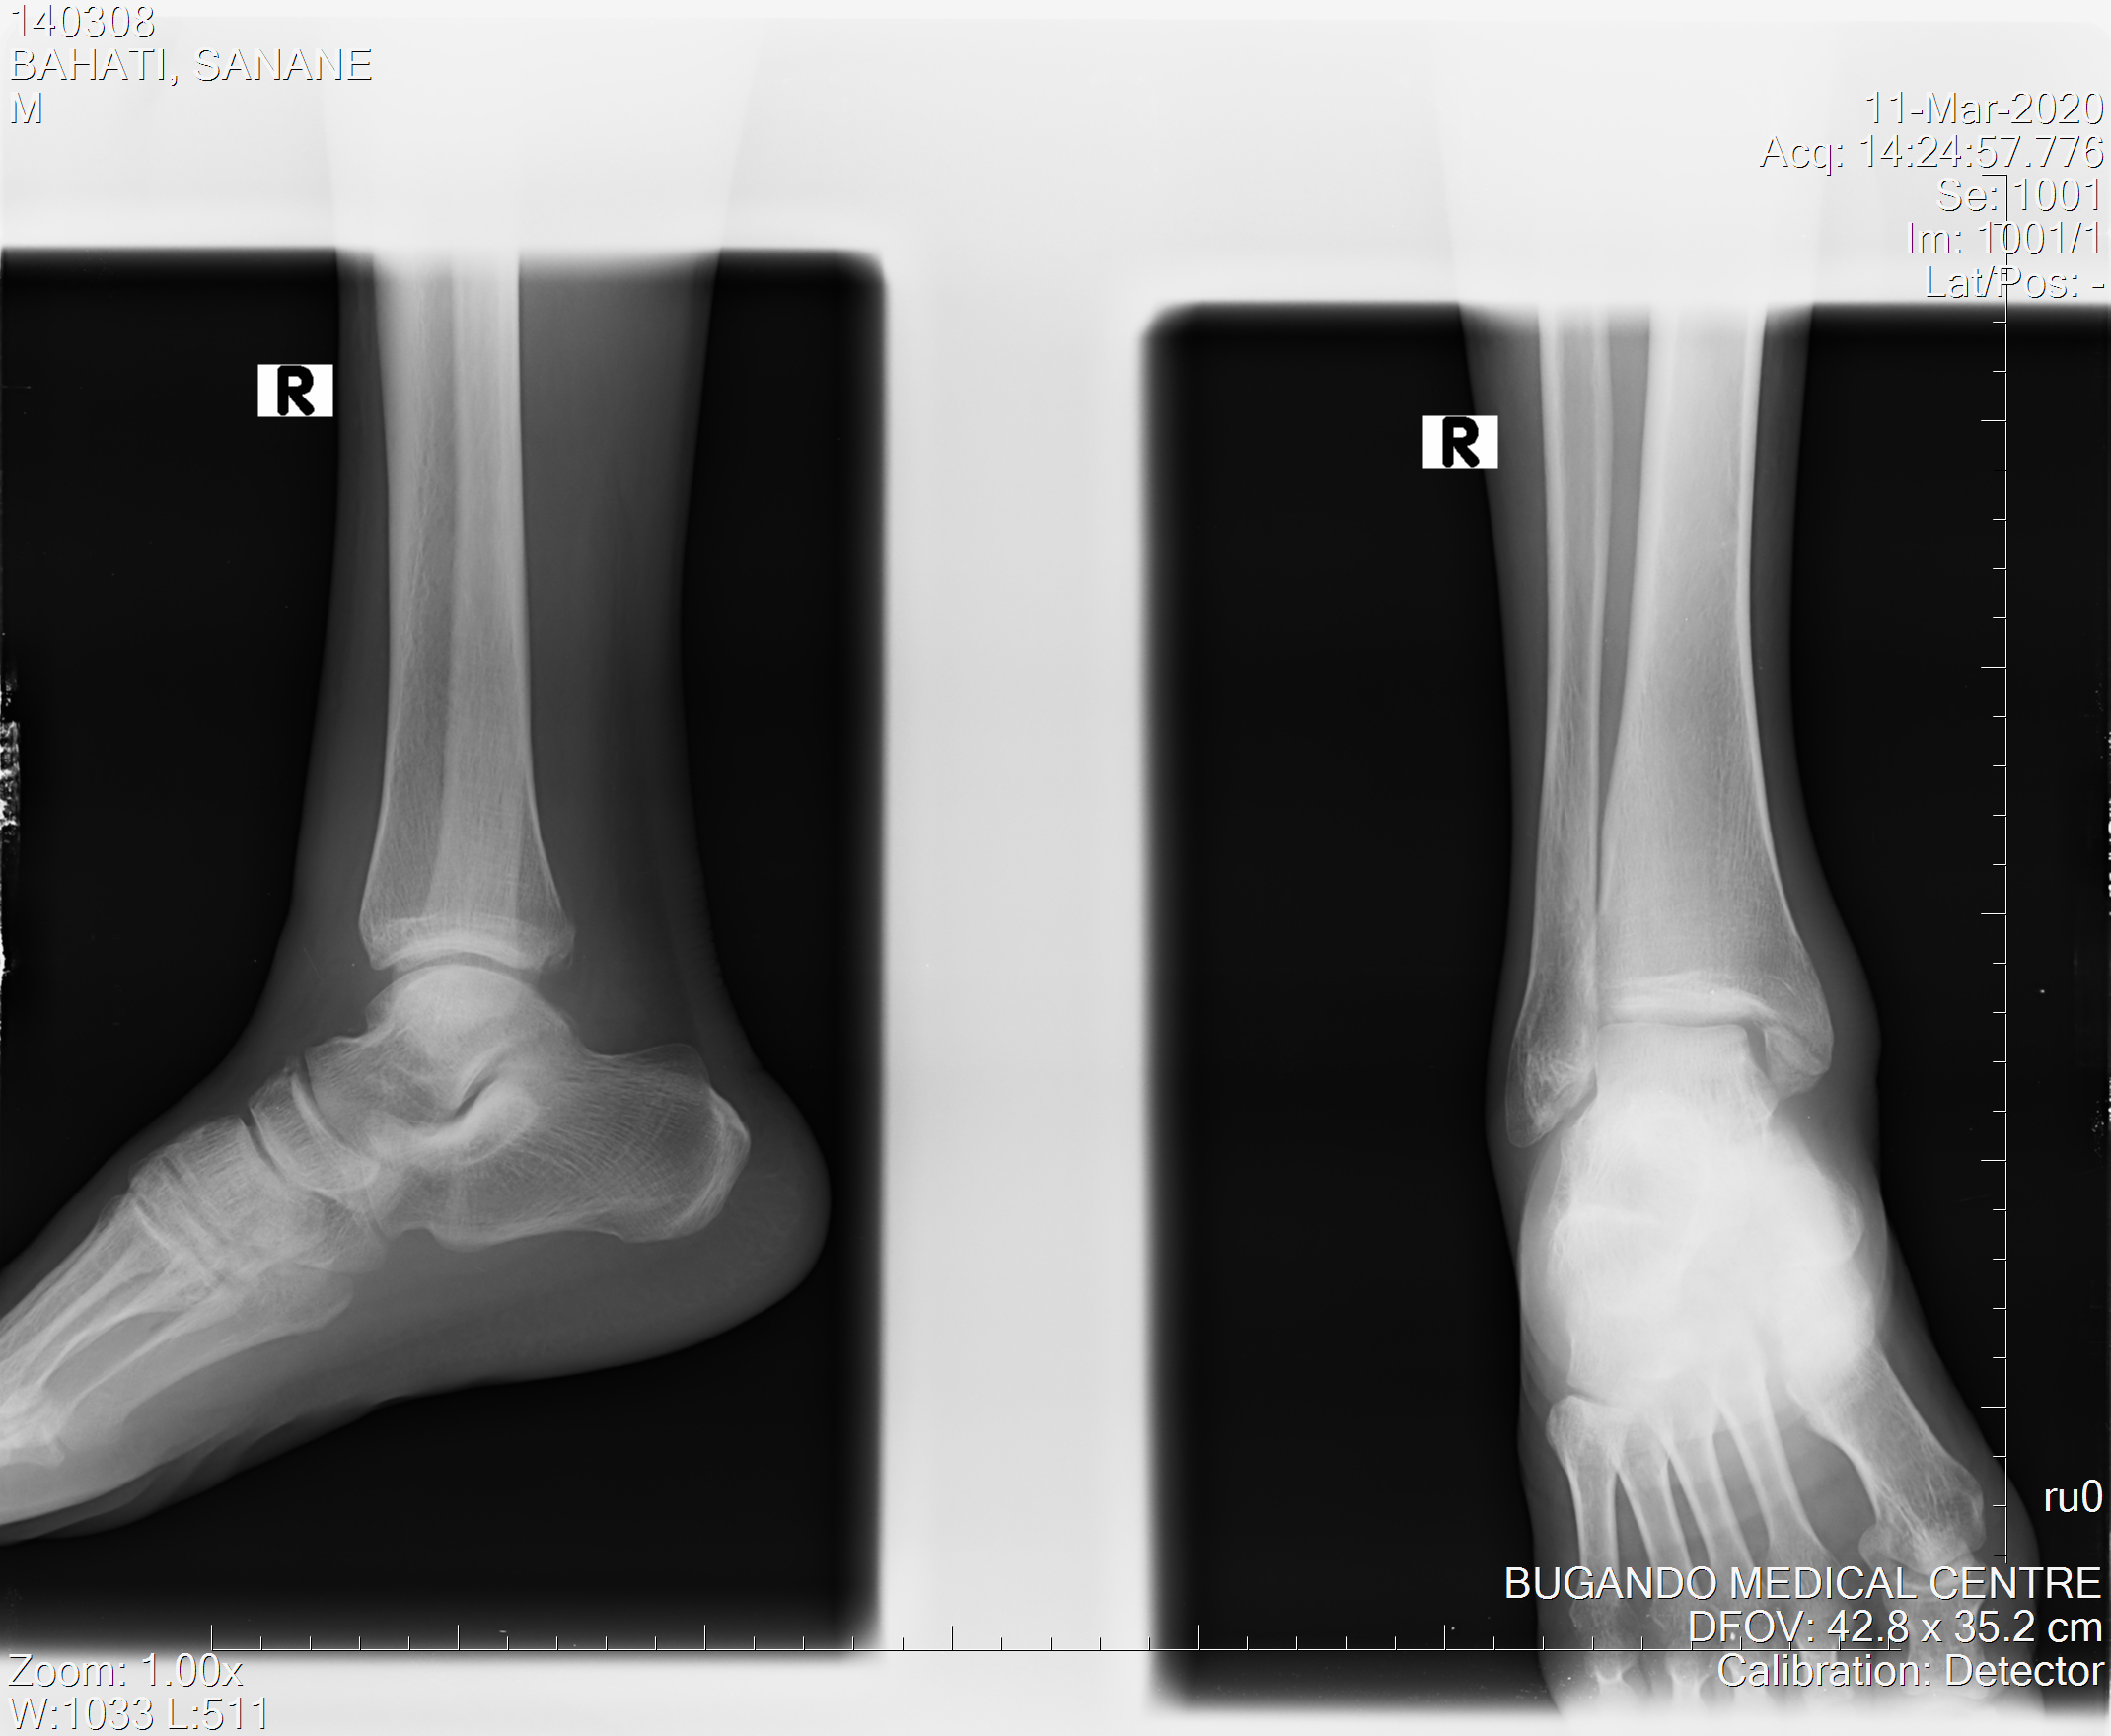 140308
BAHATI, SANANE
M
11-Mar-2020
Acq: 14:24:57.776
Se: 1001
Im: 1001/1
Lat/Pos: -
R
R
ru0
BUGANDO MEDICAL CENTRE
DFOV: 42.8 x 35.2 cm
Calibration: Detector
Zoom: 1.00x
W:1033 L:511